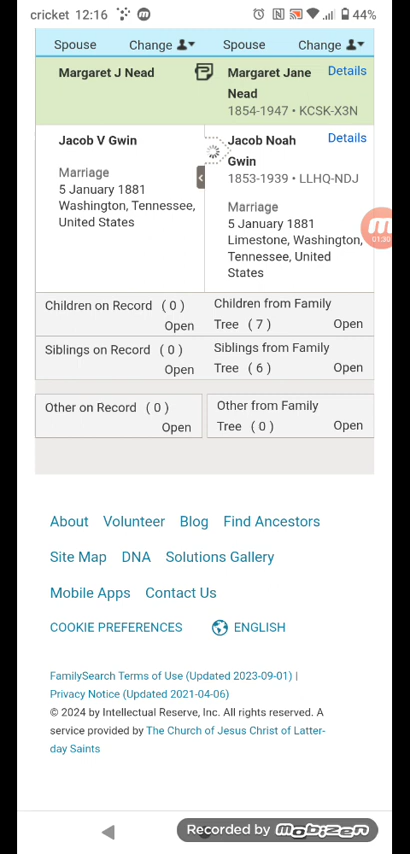 cricket 12:16 44%
Spouse Change Spouse Change
Margaret J Nead
Margaret Jane Details
Nead
1854-1947 • KCSK-X3N
Jacob V Gwin
Marriage
5 January 1881
Washington, Tennessee,
United States
Jacob Noah Details
Gwin
1853-1939 • LLHQ-NDJ
Marriage
5 January 1881
Limestone, Washington,
Tennessee, United
States
01:30
Children on Record ( 0 )
Open
Children from Family
Tree ( 7 ) Open
Siblings on Record ( 0 )
Open
Siblings from Family
Tree ( 6 ) Open
Other on Record ( 0 )
Open
Other from Family
Tree ( 0 ) Open
About Volunteer Blog Find Ancestors
Site Map DNA Solutions Gallery
Mobile Apps Contact Us
COOKIE PREFERENCES ENGLISH
FamilySearch Terms of Use (Updated 2023-09-01) |
Privacy Notice (Updated 2021-04-06)
© 2024 by Intellectual Reserve, Inc. All rights reserved. A
service provided by The Church of Jesus Christ of Latter-
day Saints
Recorded by mobizen